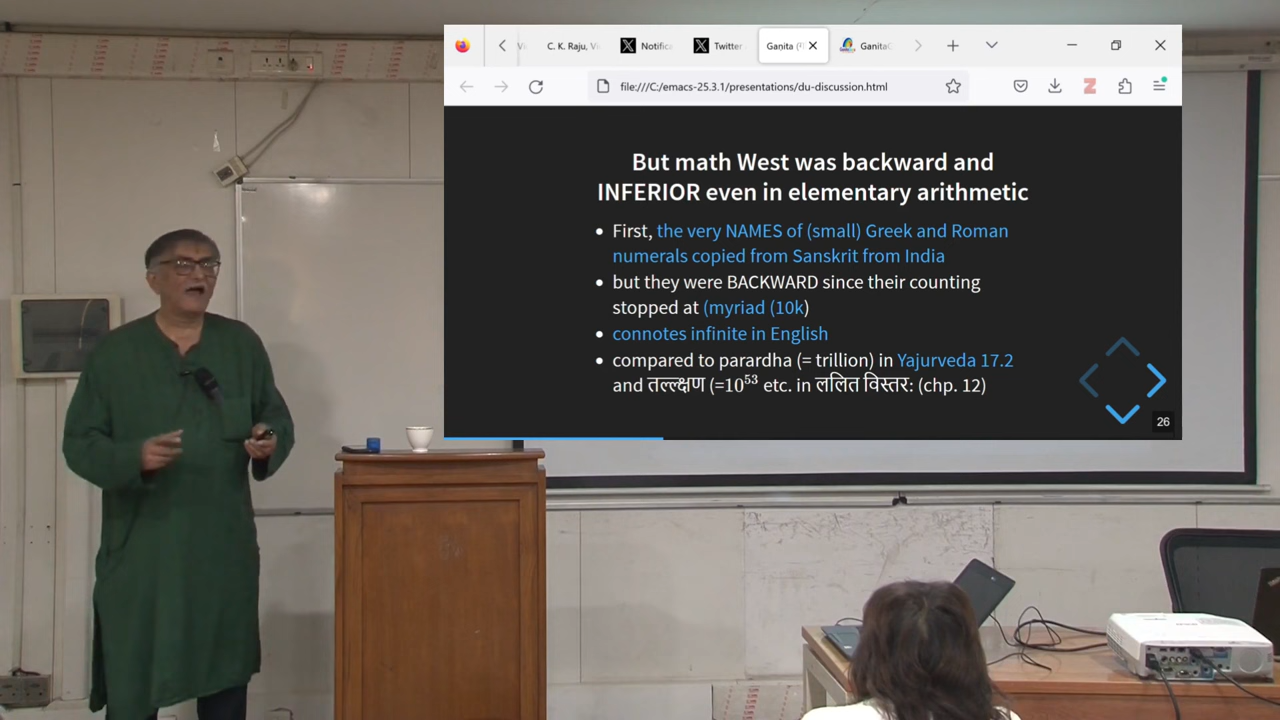 C. K. Raju, Vi
Notific
Twitter
Gaṇita (
GanitaG
file:///C:/emacs-25.3.1/presentations/du-discussion.html
But math West was backward and
INFERIOR even in elementary arithmetic
• First, the very NAMES of (small) Greek and Roman
numerals copied from Sanskrit from India
• but they were BACKWARD since their counting
stopped at (myriad (10k)
• connotes infinite in English
• compared to parardha (= trillion) in Yajurveda 17.2
and तल्लक्षण (=10⁵³ etc. in ललित विस्तर: (chp. 12)
26